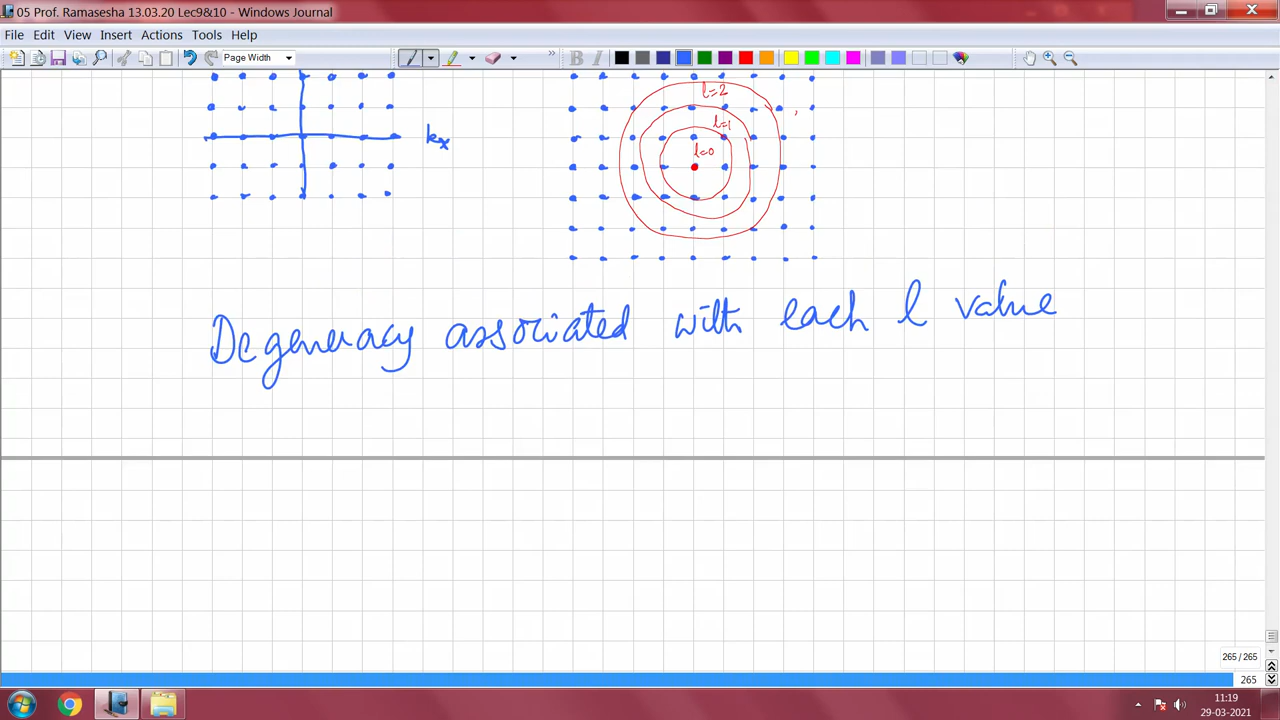 05 Prof. Ramasesha 13.03.20 Lec9&10 - Windows Journal
File Edit View Insert Actions Tools Help
Page Width
B I
l=2
l=1
kx
l=0
Degeneracy associated with each l value
265 / 265
265
11:19
29-03-2021